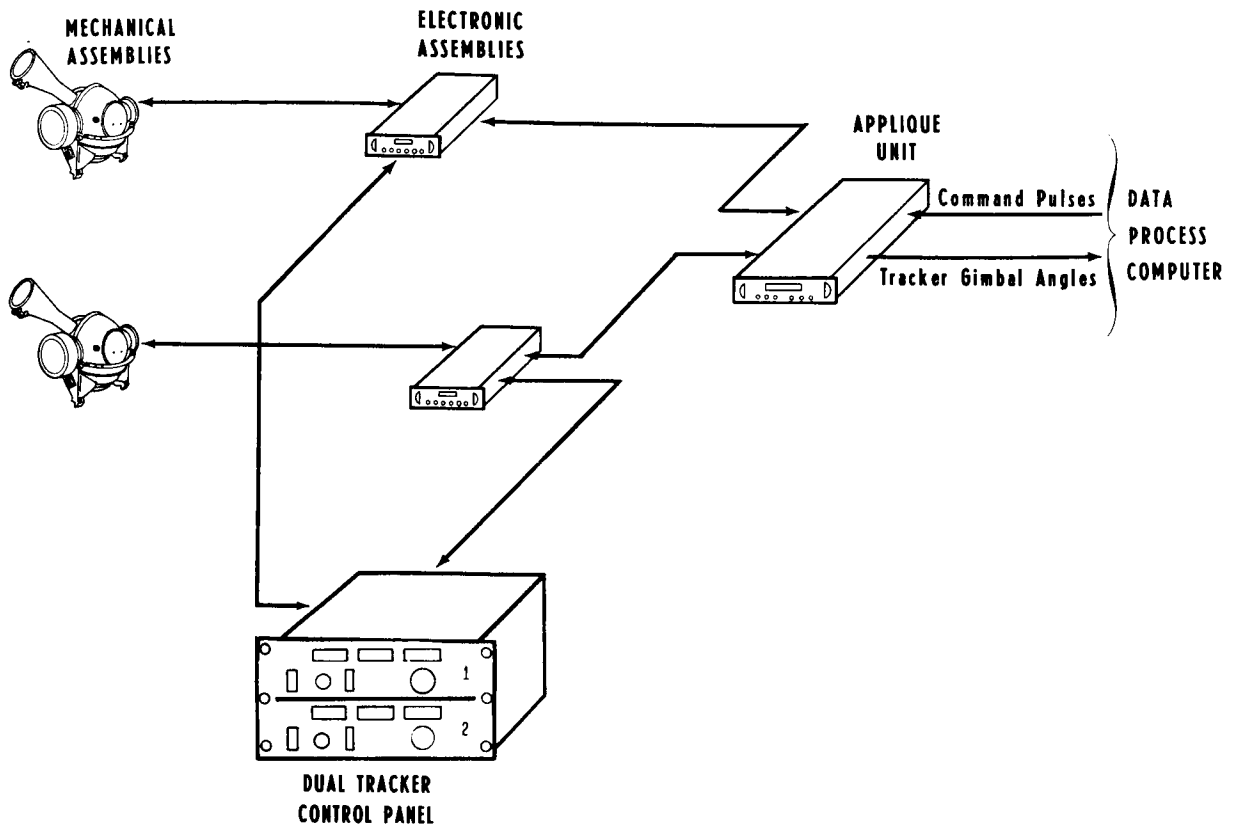 MECHANICAL
ASSEMBLIES
ELECTRONIC
ASSEMBLIES
APPLIQUE
UNIT
Command Pulses
Tracker Gimbal Angles
DATA
PROCESS
COMPUTER
1
2
DUAL TRACKER
CONTROL PANEL